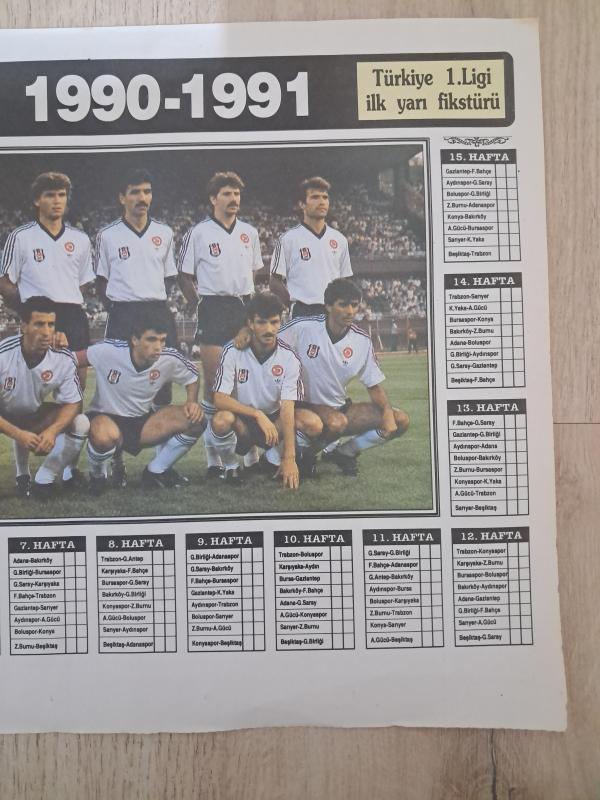 1990-1991
Türkiye 1.Ligi
ilk yarı fikstürü
15. HAFTA
Gaziantep-F.Bahçe
Aydınspor-G.Saray
Boluspor-G.Birliği
Z.Burnu-Adanaspor
Konya-Bakırköy
A.Gücü-Bursaspor
Sarıyer-K.Yaka
Beşiktaş-Trabzon
14. HAFTA
Trabzon-Sarıyer
K.Yaka-A.Gücü
Bursaspor-Konya
Bakırköy-Z.Burnu
Adana-Boluspor
G.Birliği-Aydınspor
G.Saray-Gaziantep
Beşiktaş-F.Bahçe
13. HAFTA
F.Bahçe-G.Saray
Gaziantep-G.Birliği
Aydınspor-Adana
Boluspor-Bakırköy
Z.Burnu-Bursaspor
Konyaspor-K.Yaka
A.Gücü-Trabzon
Sarıyer-Beşiktaş
7. HAFTA
Adana-Bakırköy
G.Birliği-Bursaspor
G.Saray-Karşıyaka
F.Bahçe-Trabzon
Gaziantep-Sarıyer
Aydınspor-A.Gücü
Boluspor-Konya
Z.Burnu-Beşiktaş
8. HAFTA
Trabzon-G.Antep
Karşıyaka-F.Bahçe
Bursaspor-G.Saray
Bakırköy-G.Birliği
Konyaspor-Z.Burnu
A.Gücü-Boluspor
Sarıyer-Aydınspor
Beşiktaş-Adanaspor
9. HAFTA
G.Birliği-Adanaspor
G.Saray-Bakırköy
F.Bahçe-Bursaspor
Gaziantep-K.Yaka
Aydınspor-Trabzon
Boluspor-Sarıyer
Z.Burnu-A.Gücü
Konyaspor-Beşiktaş
10. HAFTA
Trabzon-Boluspor
Karşıyaka-Aydın
Bursa-Gaziantep
Bakırköy-F.Bahçe
Adana-G.Saray
A.Gücü-Konyaspor
Sarıyer-Z.Burnu
Beşiktaş-G.Birliği
11. HAFTA
G.Saray-G.Birliği
F.Bahçe-Adanaspor
G.Antep-Bakırköy
Aydınspor-Bursa
Boluspor-Karşıyaka
Z.Burnu-Trabzon
Konya-Sarıyer
A.Gücü-Beşiktaş
12. HAFTA
Trabzon-Konyaspor
Karşıyaka-Z.Burnu
Bursaspor-Boluspor
Bakırköy-Aydınspor
Adana-Gaziantep
G.Birliği-F.Bahçe
Sarıyer-A.Gücü
Beşiktaş-G.Saray